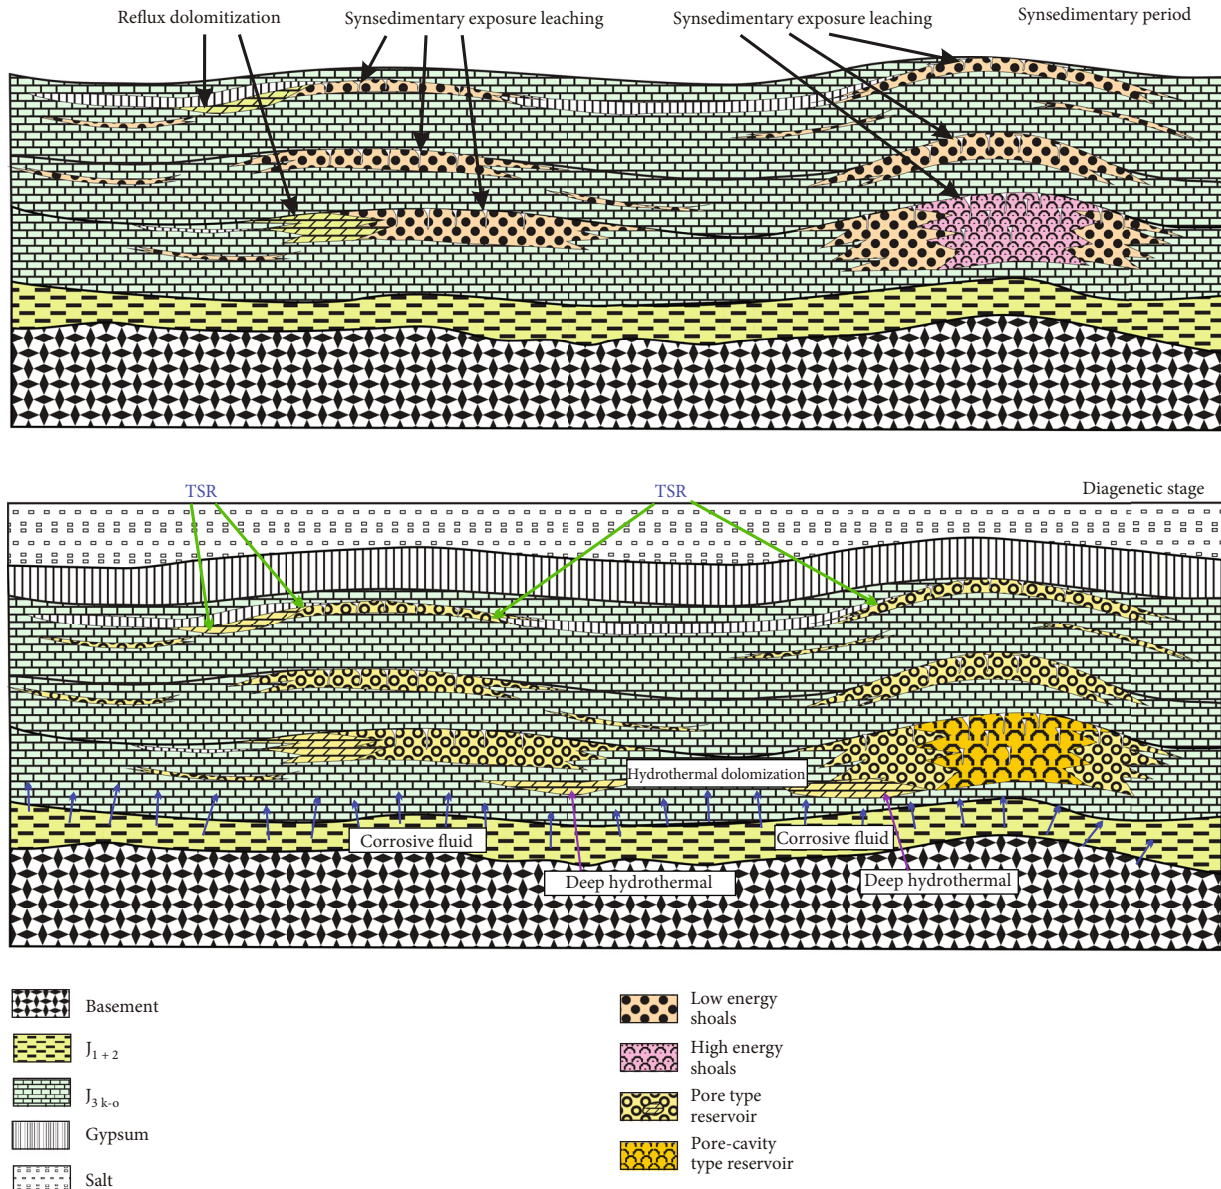 Reflux dolomitization
Synsedimentary exposure leaching
Synsedimentary exposure leaching
Synsedimentary period
TSR
TSR
Diagenetic stage
Hydrothermal dolomization
Corrosive fluid
Corrosive fluid
Deep hydrothermal
Deep hydrothermal
Basement
J1 + 2
J3 k-o
Gypsum
Salt
Low energy
shoals
High energy
shoals
Pore type
reservoir
Pore-cavity
type reservoir